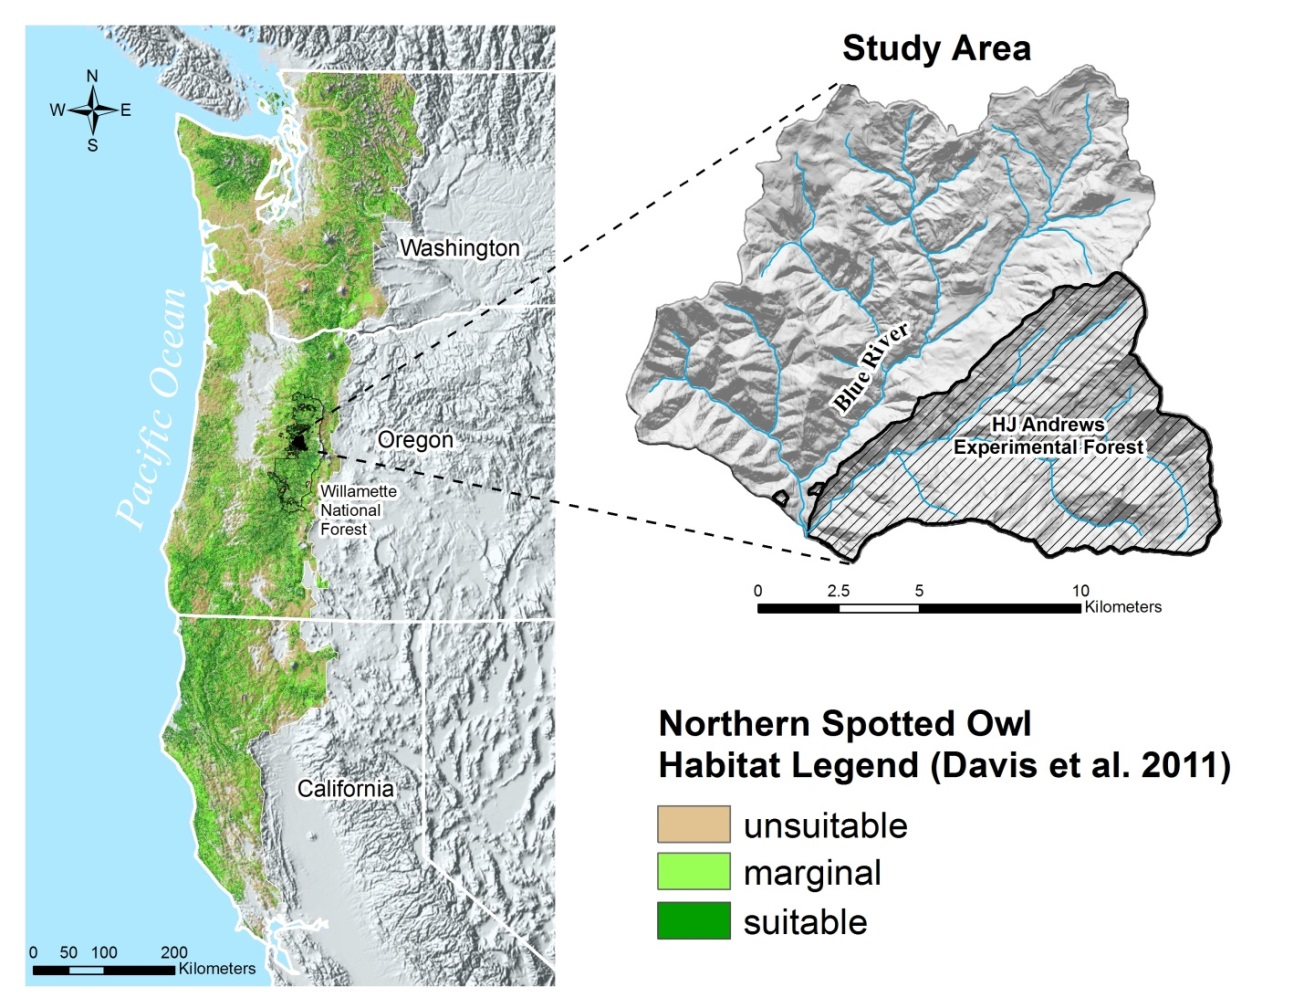 Study Area
N
W E
S
Washington
Pacific Ocean
Oregon
Willamette
National
Forest
California
0 50 100 200
Kilometers
Blue River
HJ Andrews
Experimental Forest
0 2.5 5 10
Kilometers
Northern Spotted Owl
Habitat Legend (Davis et al. 2011)
unsuitable
marginal
suitable